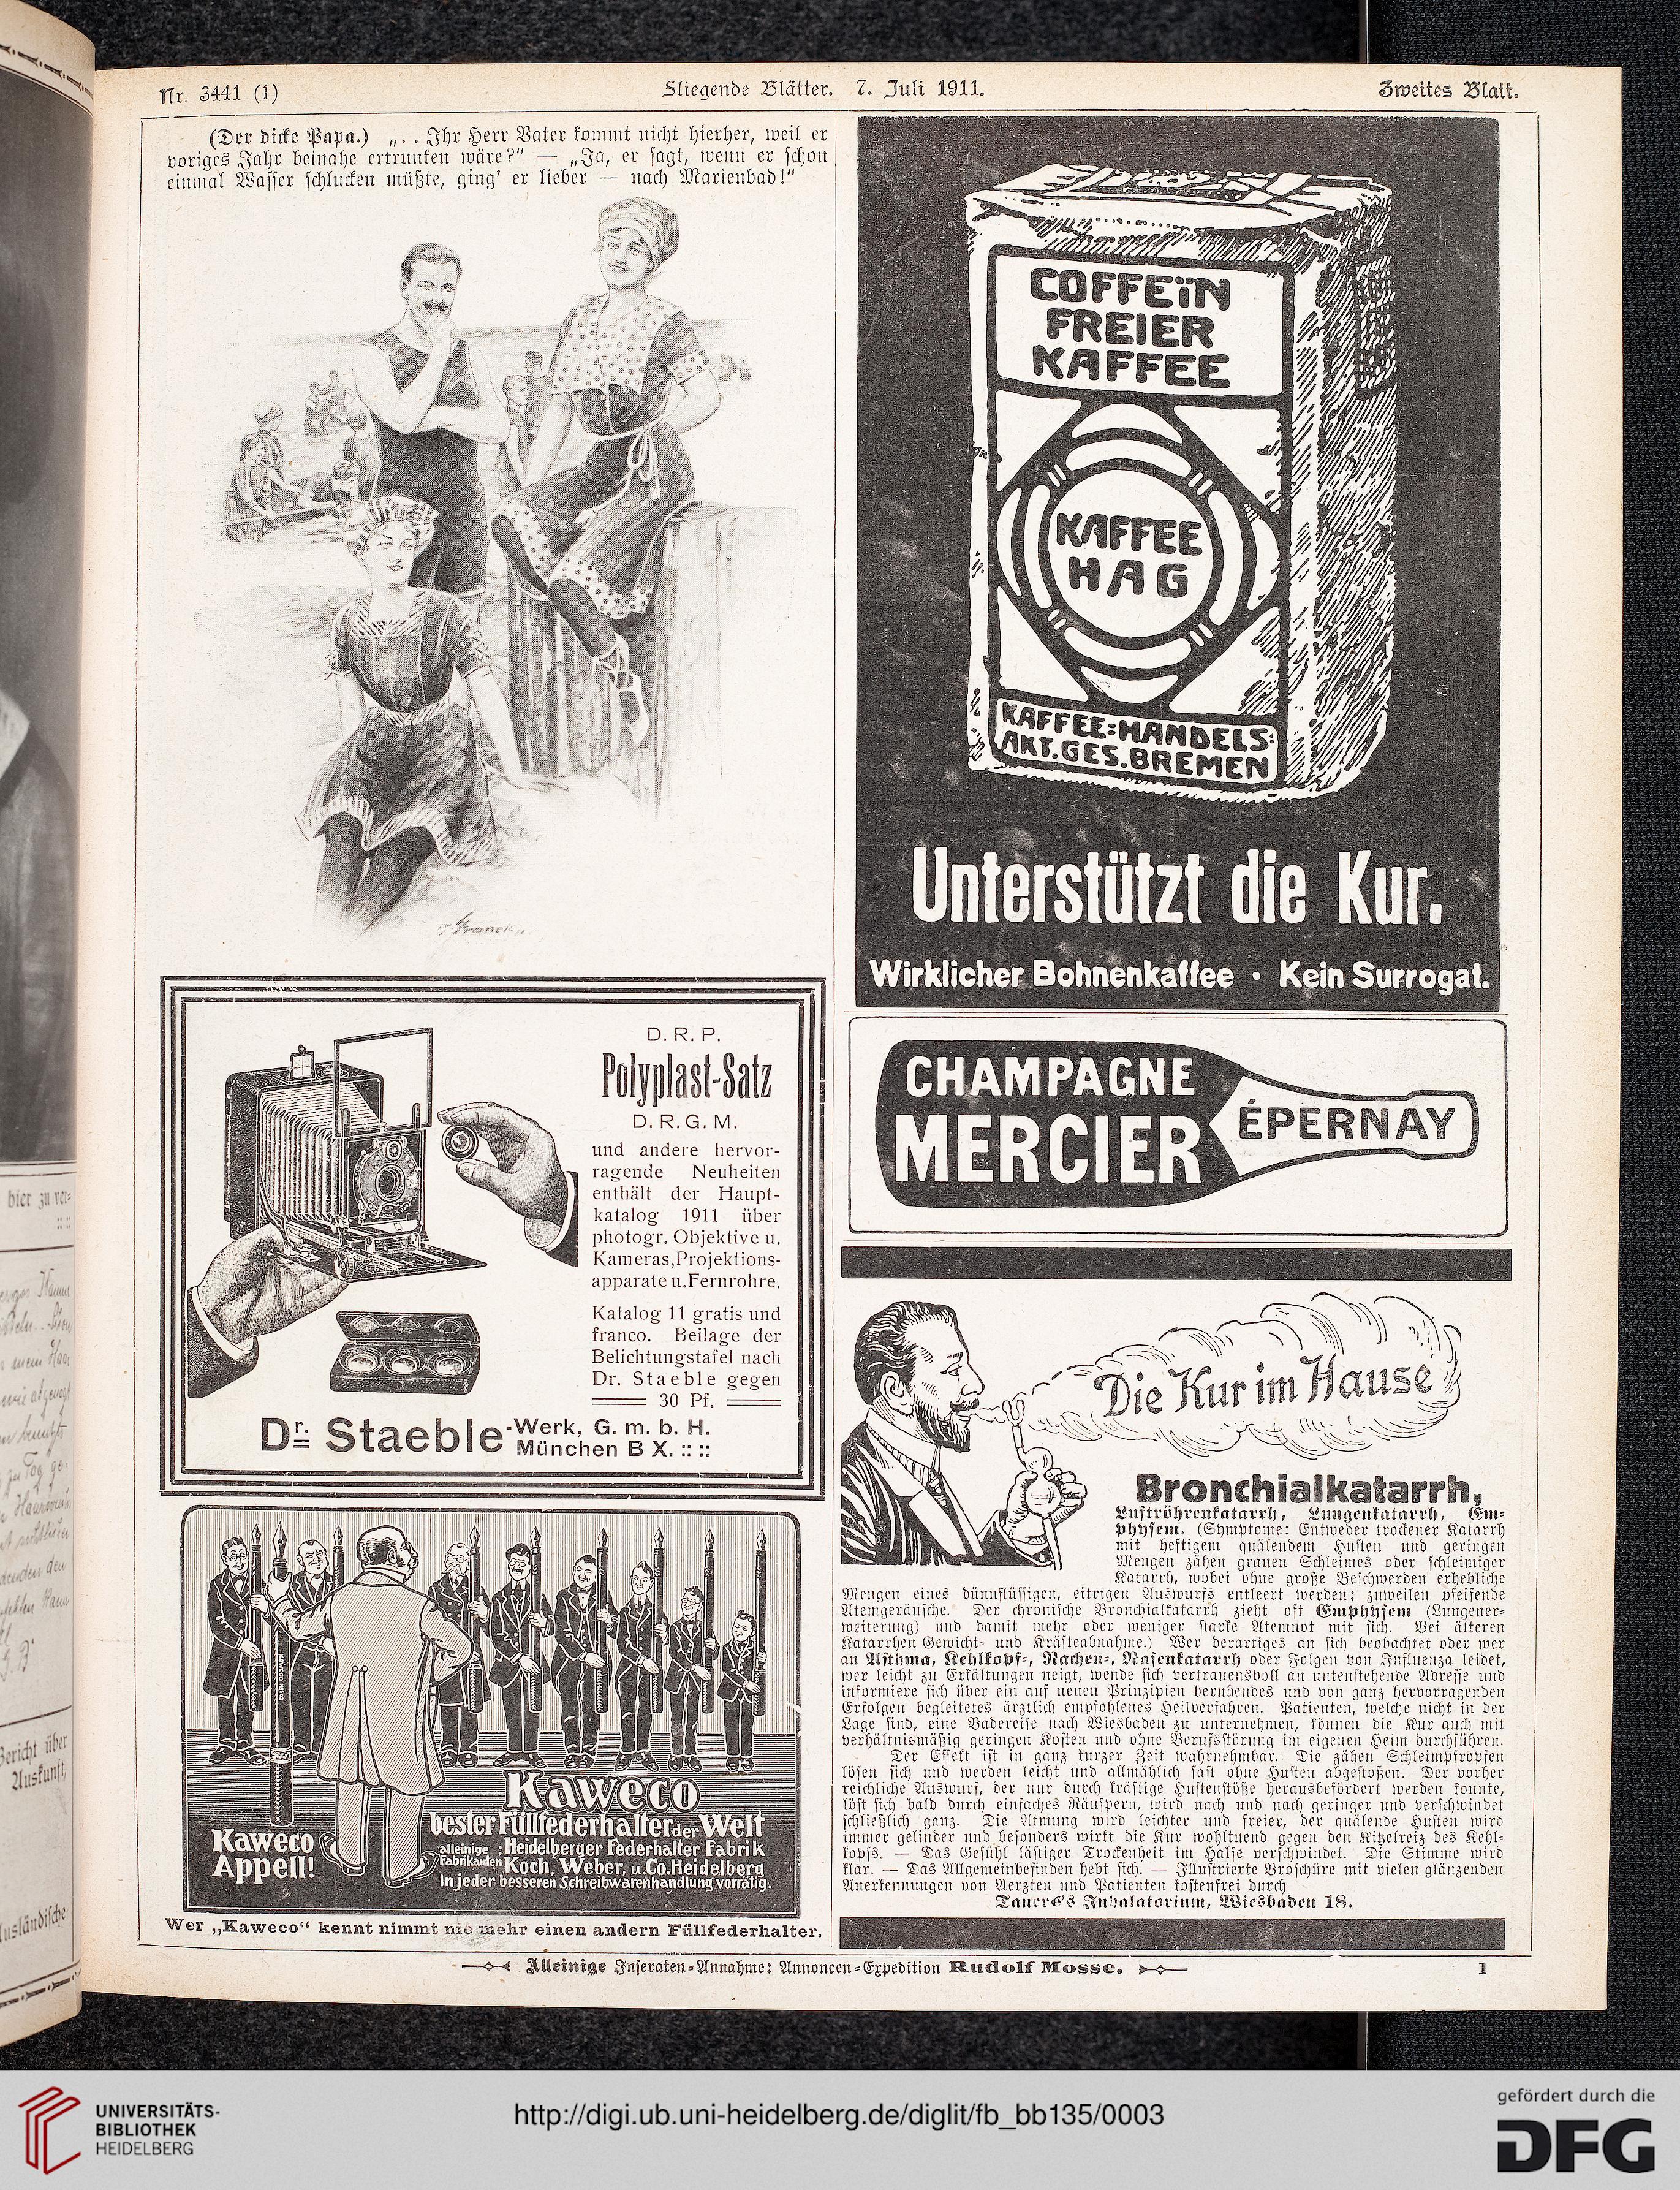 Nr. 3441 (1)
Fliegende Blätter. 7. Juli 1911.
Zweites Blatt.
(Der dicke Papa.) „.. Ihr Herr Vater kommt nicht hierher, weil er
voriges Jahr beinahe ertrunken wäre?“ — „Ja, er sagt, wenn er schon
einmal Wasser schlucken müßte, ging' er lieber — nach Marienbad!“
D. R. P.
Polyplast-Satz
D. R. G. M.
und andere hervor-
ragende Neuheiten
enthält der Haupt-
katalog 1911 über
photogr. Objektive u.
Kameras, Projektions-
apparate u. Fernrohre.
Katalog 11 gratis und
franco. Beilage der
Belichtungstafel nach
Dr. Staeble gegen
30 Pf.
Dr. Staeble-Werk, G. m. b. H.
München B X. :: ::
Kaweco
bester Füllfederhalter der Welt
Kaweco
Appell!
alleinige Fabrikanten: Heidelberger Federhalter Fabrik
Koch, Weber, u. Co. Heidelberg
In jeder besseren Schreibwarenhandlung vorrätig.
Wer „Kaweco“ kennt nimmt nie mehr einen andern Füllfederhalter.
COFFEïN
FREIER
KAFFEE
KAFFEE
HAG
KAFFEE=HANDELS=
AKT.GES.BREMEN
Unterstützt die Kur.
Wirklicher Bohnenkaffee · Kein Surrogat.
CHAMPAGNE
MERCIER
ÉPERNAY
Die Kur im Hause
Bronchialkatarrh,
Luftröhrenkatarrh, Lungenkatarrh, Em-
physem. (Symptome: Entweder trockener Katarrh
mit heftigem quälendem Husten und geringen
Mengen zähen grauen Schleimes oder schleimiger
Katarrh, wobei ohne große Beschwerden erhebliche
Mengen eines dünnflüssigen, eitrigen Auswurfs entleert werden; zuweilen pfeifende
Atemgeräusche. Der chronische Bronchialkatarrh zieht oft Emphysem (Lungener-
weiterung) und damit mehr oder weniger starke Atemnot mit sich. Bei älteren
Katarrhen Gewicht- und Kräfteabnahme.) Wer derartiges an sich beobachtet oder wer
an Asthma, Kehlkopf-, Rachen-, Nasenkatarrh oder Folgen von Influenza leidet,
wer leicht zu Erkältungen neigt, wende sich vertrauensvoll an untenstehende Adresse und
informiere sich über ein auf neuen Prinzipien beruhendes und von ganz hervorragenden
Erfolgen begleitetes ärztlich empfohlenes Heilverfahren. Patienten, welche nicht in der
Lage sind, eine Badereise nach Wiesbaden zu unternehmen, können die Kur auch mit
verhältnismäßig geringen Kosten und ohne Berufsstörung im eigenen Heim durchführen.
Der Effekt ist in ganz kurzer Zeit wahrnehmbar. Die zähen Schleimpfropfen
lösen sich und werden leicht und allmählich fast ohne Husten abgestoßen. Der vorher
reichliche Auswurf, der nur durch kräftige Hustenstöße herausbefördert werden konnte,
löst sich bald durch einfaches Räuspern, wird nach und nach geringer und verschwindet
schließlich ganz. Die Atmung wird leichter und freier, der quälende Husten wird
immer gelinder und besonders wirkt die Kur wohltuend gegen den Kitzelreiz des Kehl-
kopfs. — Das Gefühl lästiger Trockenheit im Halse verschwindet. Die Stimme wird
klar. — Das Allgemeinbefinden hebt sich. — Illustrierte Broschüre mit vielen glänzenden
Anerkennungen von Aerzten und Patienten kostenfrei durch
Tancré's Inhalatorium, Wiesbaden 18.
Alleinige Inseraten-Annahme: Annoncen-Expedition Rudolf Mosse.
1
hier zu ver-
Bericht über
Auskunft,
UNIVERSITÄTS-
BIBLIOTHEK
HEIDELBERG
http://digi.ub.uni-heidelberg.de/diglit/fb_bb135/0003
gefördert durch die
DFG